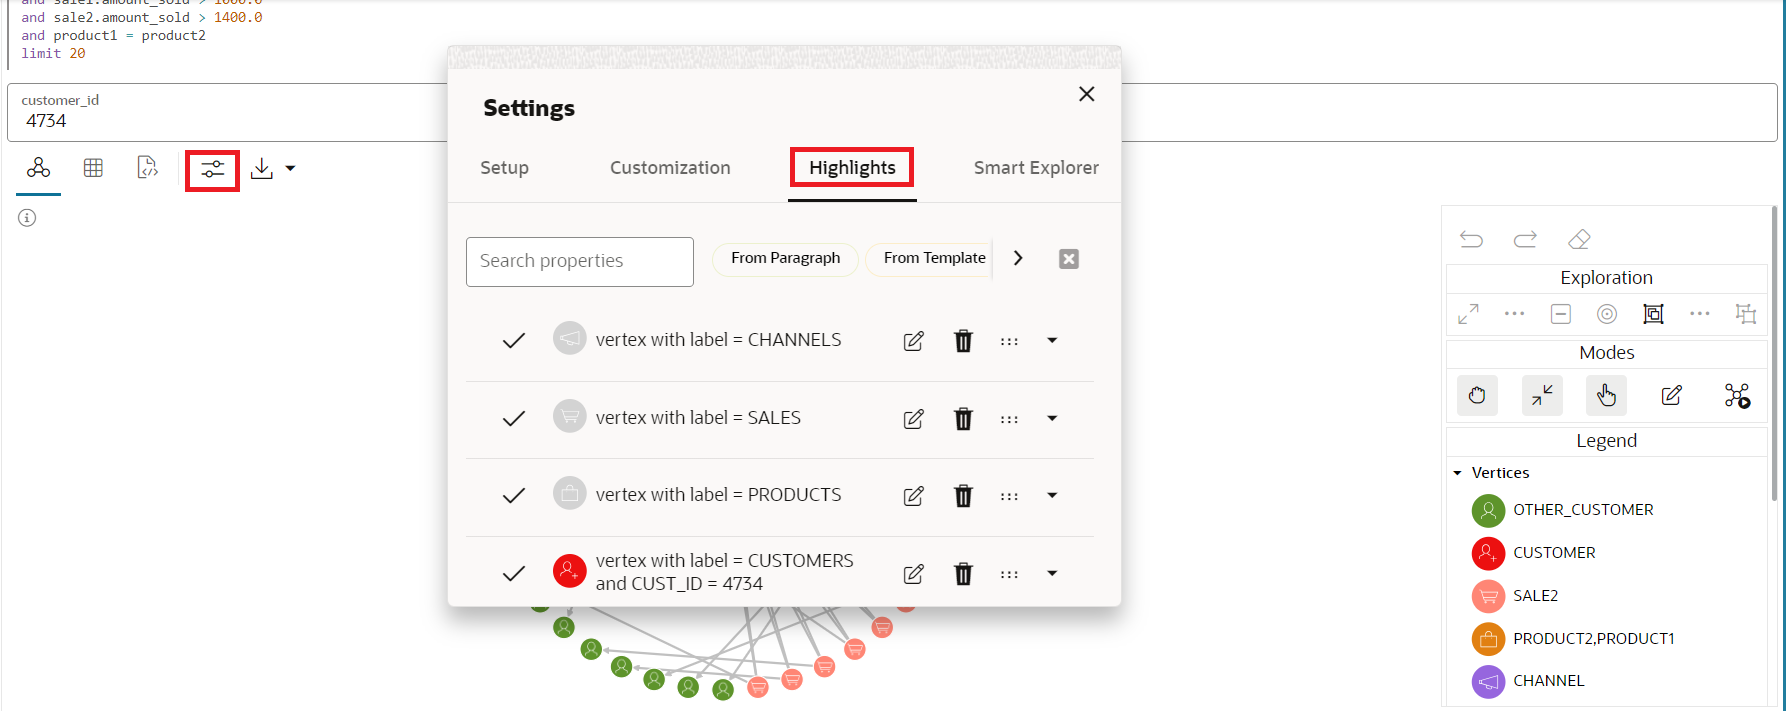 and sale1.amount_sold > 1000.0
and sale2.amount_sold > 1400.0
and product1 = product2
limit 20
customer_id
4734
Settings
Setup
Customization
Highlights
Smart Explorer
Search properties
From Paragraph
From Template
vertex with label = CHANNELS
vertex with label = SALES
vertex with label = PRODUCTS
vertex with label = CUSTOMERS
and CUST_ID = 4734
Exploration
Modes
Legend
Vertices
OTHER_CUSTOMER
CUSTOMER
SALE2
PRODUCT2,PRODUCT1
CHANNEL